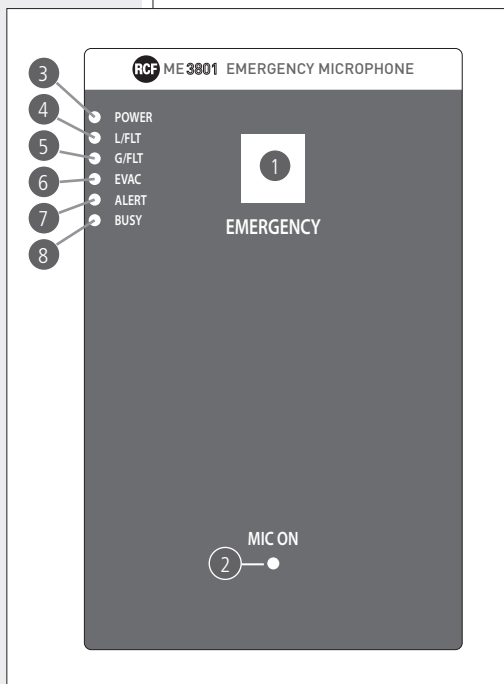 RCF ME 3801 EMERGENCY MICROPHONE
3 POWER
4 L/FLT
5 G/FLT
6 EVAC
7 ALERT
8 BUSY
1
EMERGENCY
MIC ON
2